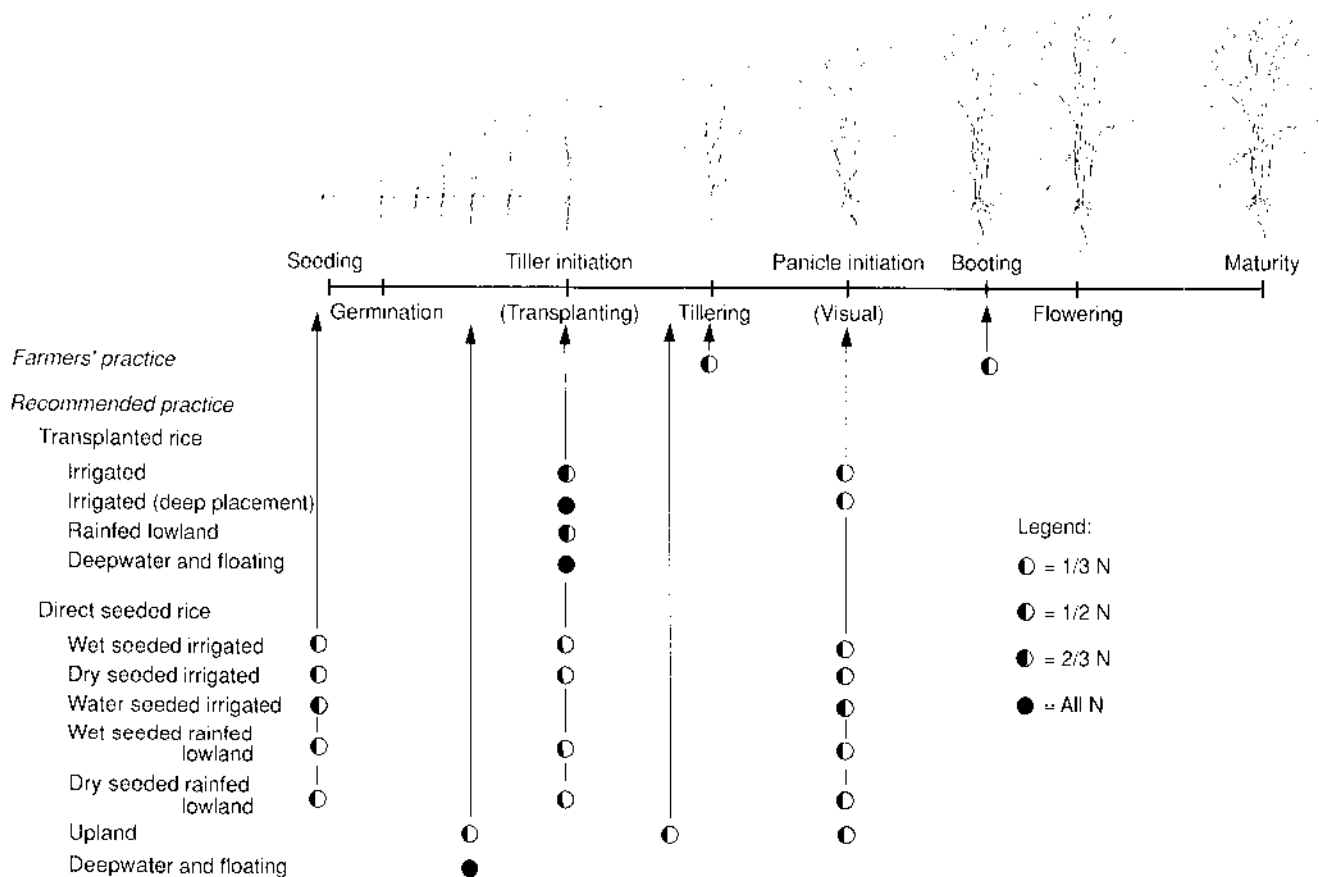 Seeding
Tiller initiation
Panicle initiation
Booting
Maturity
Germination
(Transplanting)
Tillering
(Visual)
Flowering
Farmers' practice
Recommended practice
Transplanted rice
Irrigated
Irrigated (deep placement)
Rainfed lowland
Deepwater and floating
Direct seeded rice
Wet seeded irrigated
Dry seeded irrigated
Water seeded irrigated
Wet seeded rainfed
lowland
Dry seeded rainfed
lowland
Upland
Deepwater and floating
Legend:
= 1/3 N
= 1/2 N
= 2/3 N
= All N